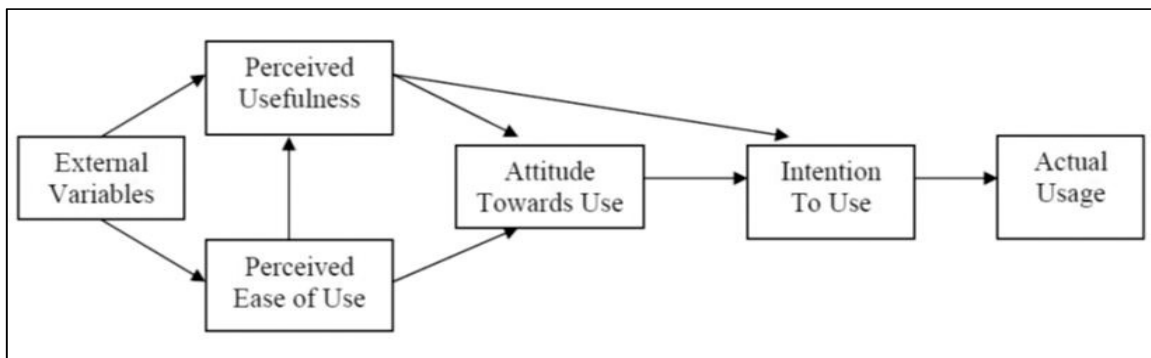 Perceived
Usefulness
External
Variables
Perceived
Ease of Use
Attitude
Towards Use
Intention
To Use
Actual
Usage